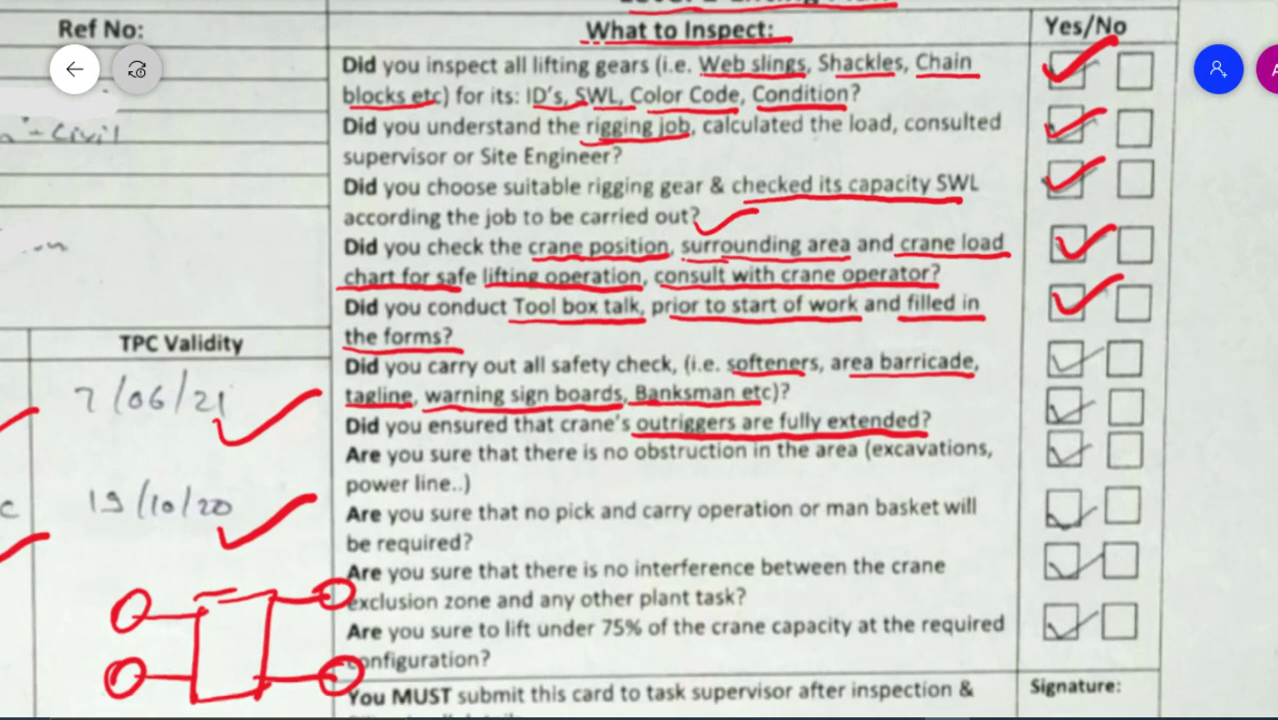 Ref No:
What to Inspect:
Yes/No
Did you inspect all lifting gears (i.e. Web slings, Shackles, Chain
blocks etc) for its: ID's, SWL, Color Code, Condition?
Did you understand the rigging job, calculated the load, consulted
supervisor or Site Engineer?
Did you choose suitable rigging gear & checked its capacity SWL
according the job to be carried out?
Did you check the crane position, surrounding area and crane load
chart for safe lifting operation, consult with crane operator?
Did you conduct Tool box talk, prior to start of work and filled in
the forms?
Did you carry out all safety check, (i.e. softeners, area barricade,
tagline, warning sign boards, Banksman etc)?
Did you ensured that crane's outriggers are fully extended?
Are you sure that there is no obstruction in the area (excavations,
power line..)
Are you sure that no pick and carry operation or man basket will
be required?
Are you sure that there is no interference between the crane
exclusion zone and any other plant task?
Are you sure to lift under 75% of the crane capacity at the required
configuration?
You MUST submit this card to task supervisor after inspection &
Signature:
Civil
TPC Validity
7/06/21
19/10/20